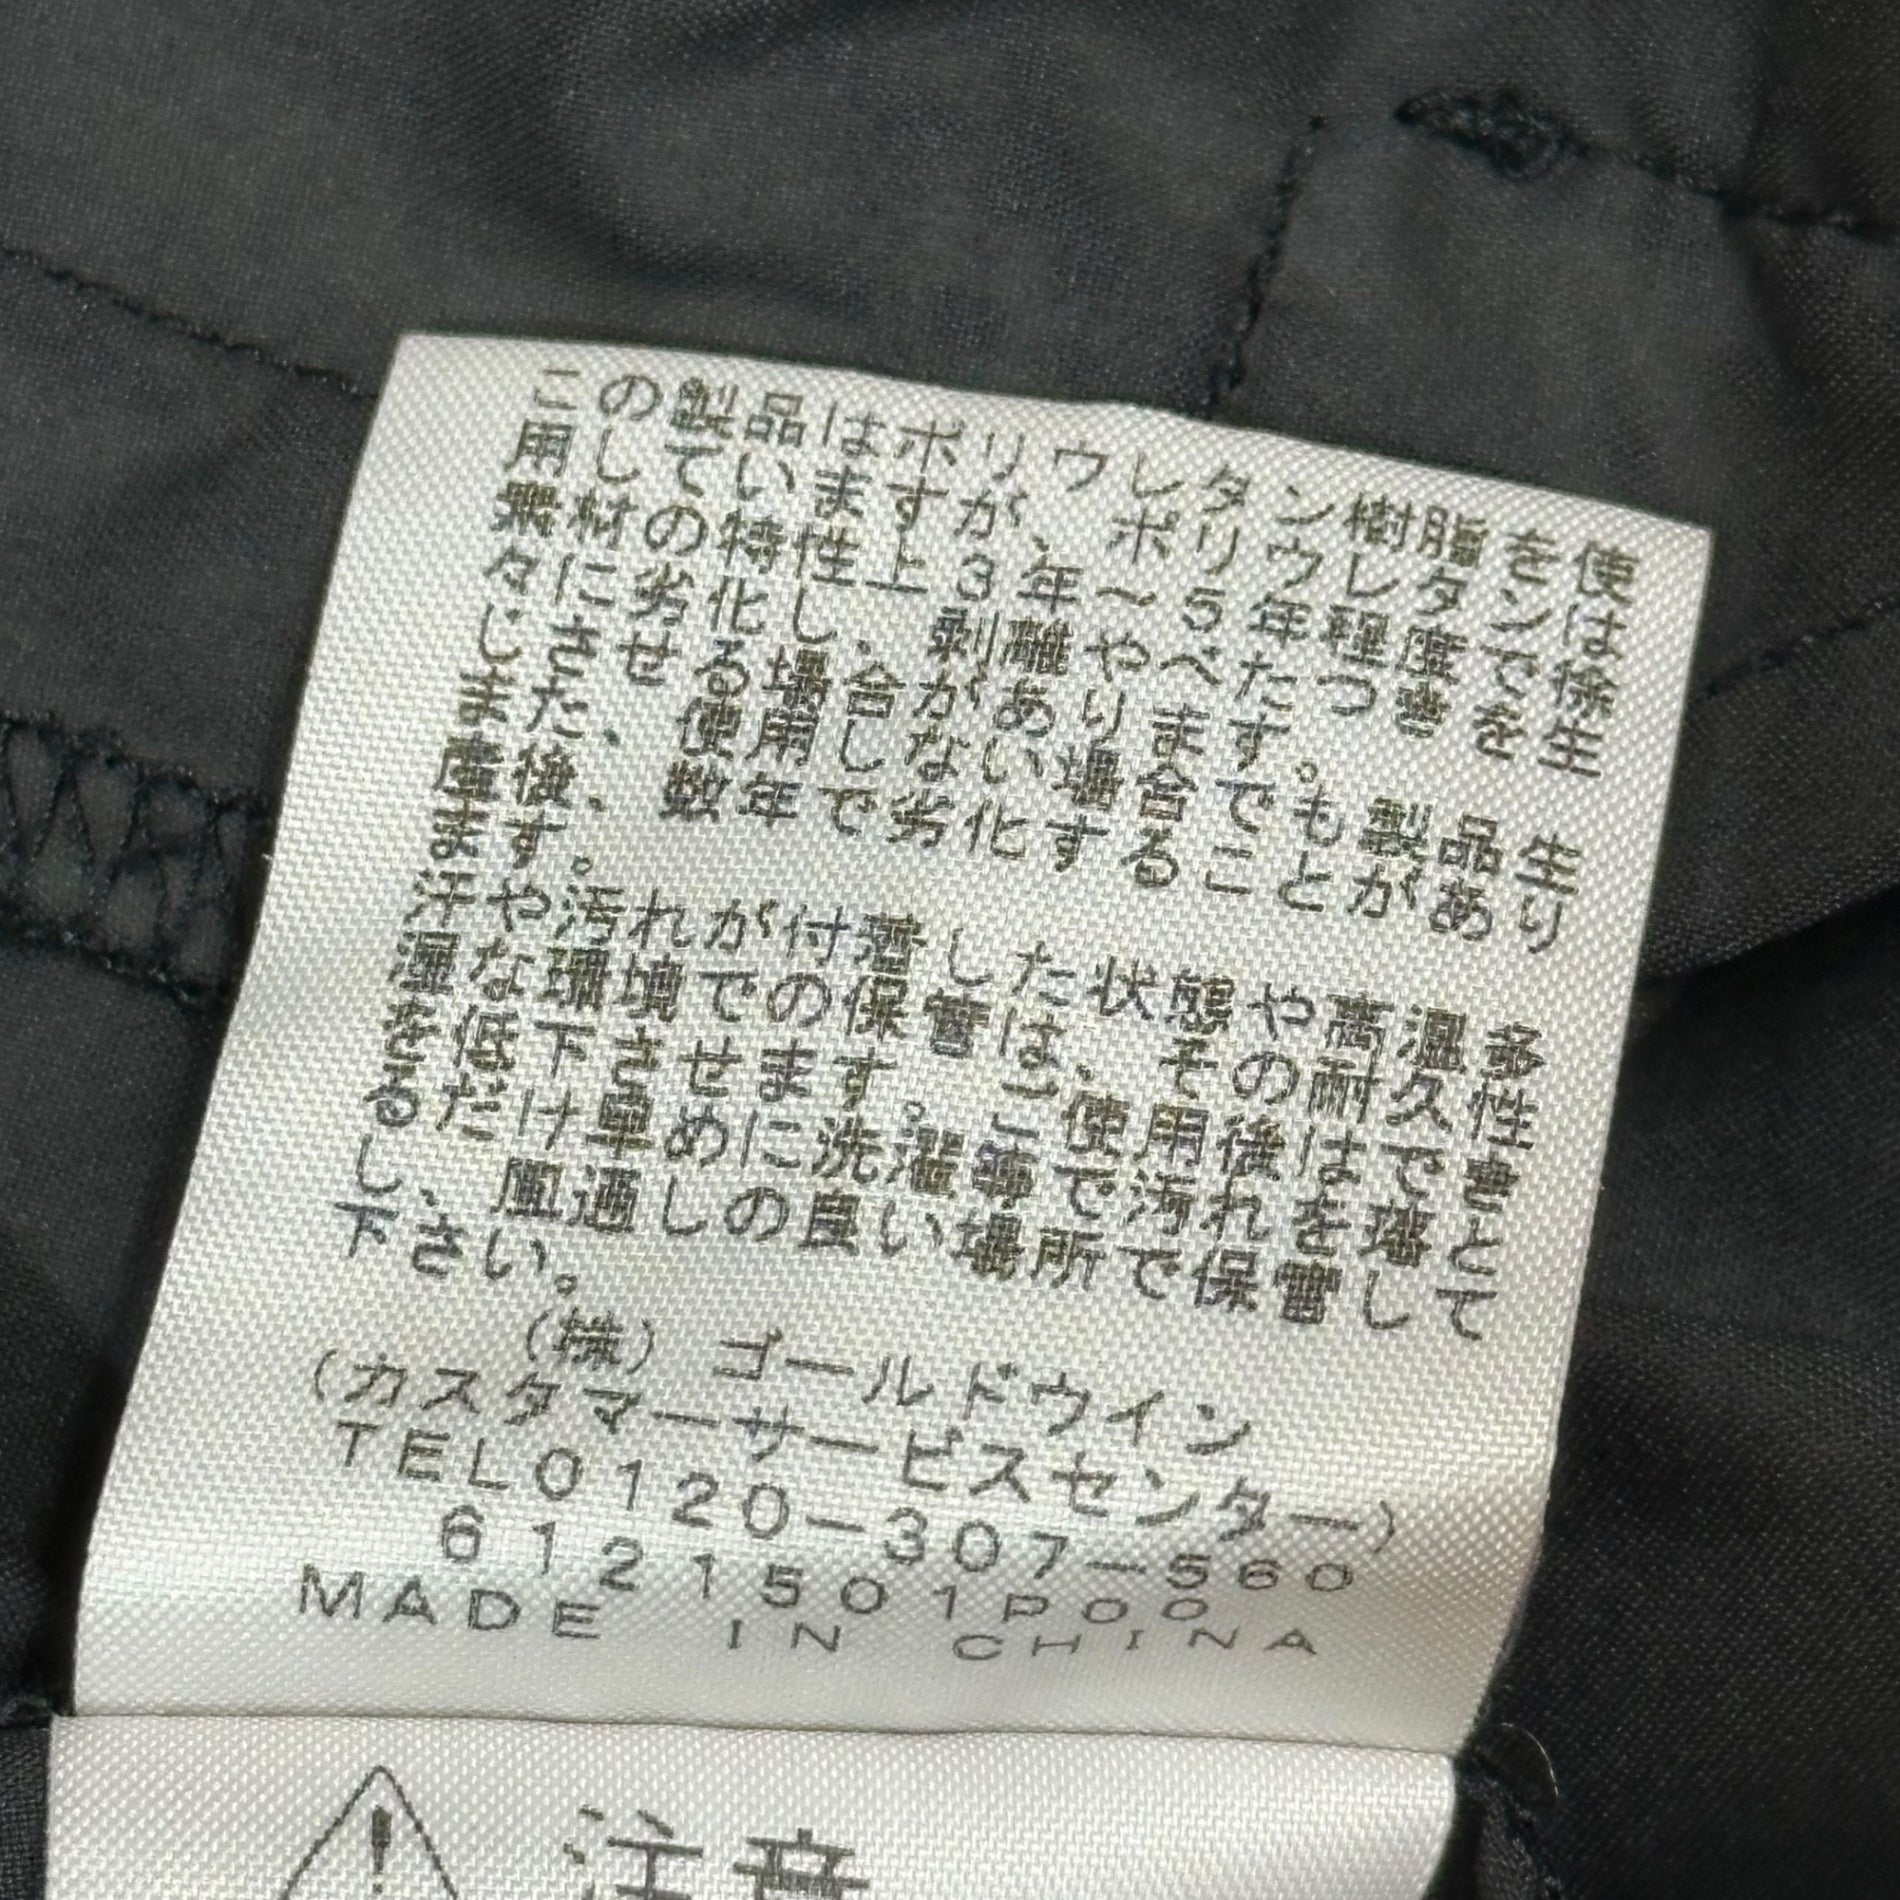 この製品はポリウレタン樹脂を使
用していますが、ポリウレタンは
素材の特性上、3年～5年程度で徐
々に劣化し、剥離やべたつきを生
じさせる場合があります。
また、使用しない場合でも製品生
産後、数年で劣化することがあり
ます。
汗や汚れが付着した状態や高温多
湿な環境での保管は、その耐久性
を低下させます。ご使用後はでき
るだけ早めに洗濯等で汚れを落と
し、風通しの良い場所で保管して
下さい。
(株)ゴールドウイン
(カスタマーサービスセンター)
TEL0120-307-560
6121501P00
MADE IN CHINA
注意